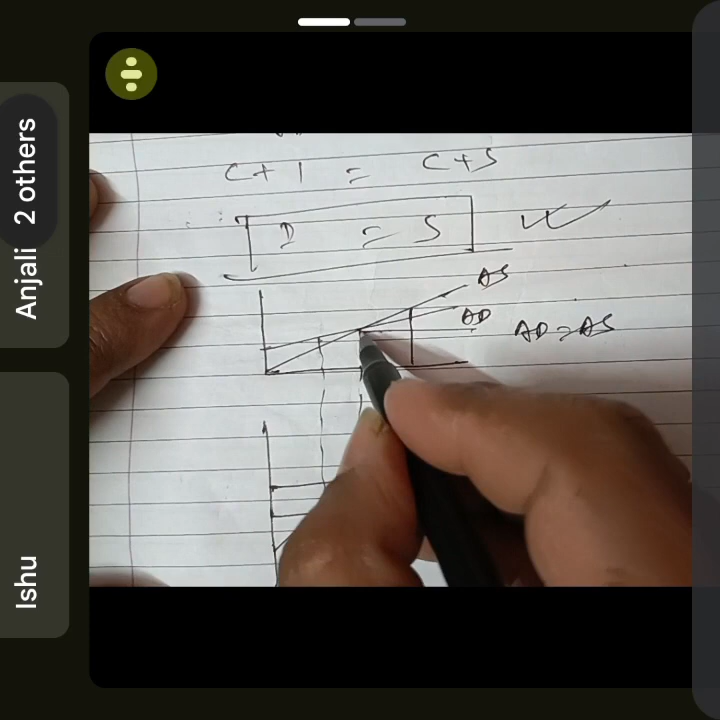 Anjali 2 others
Ishu
C + I = C + S
I = S
AS
AD AD = AS